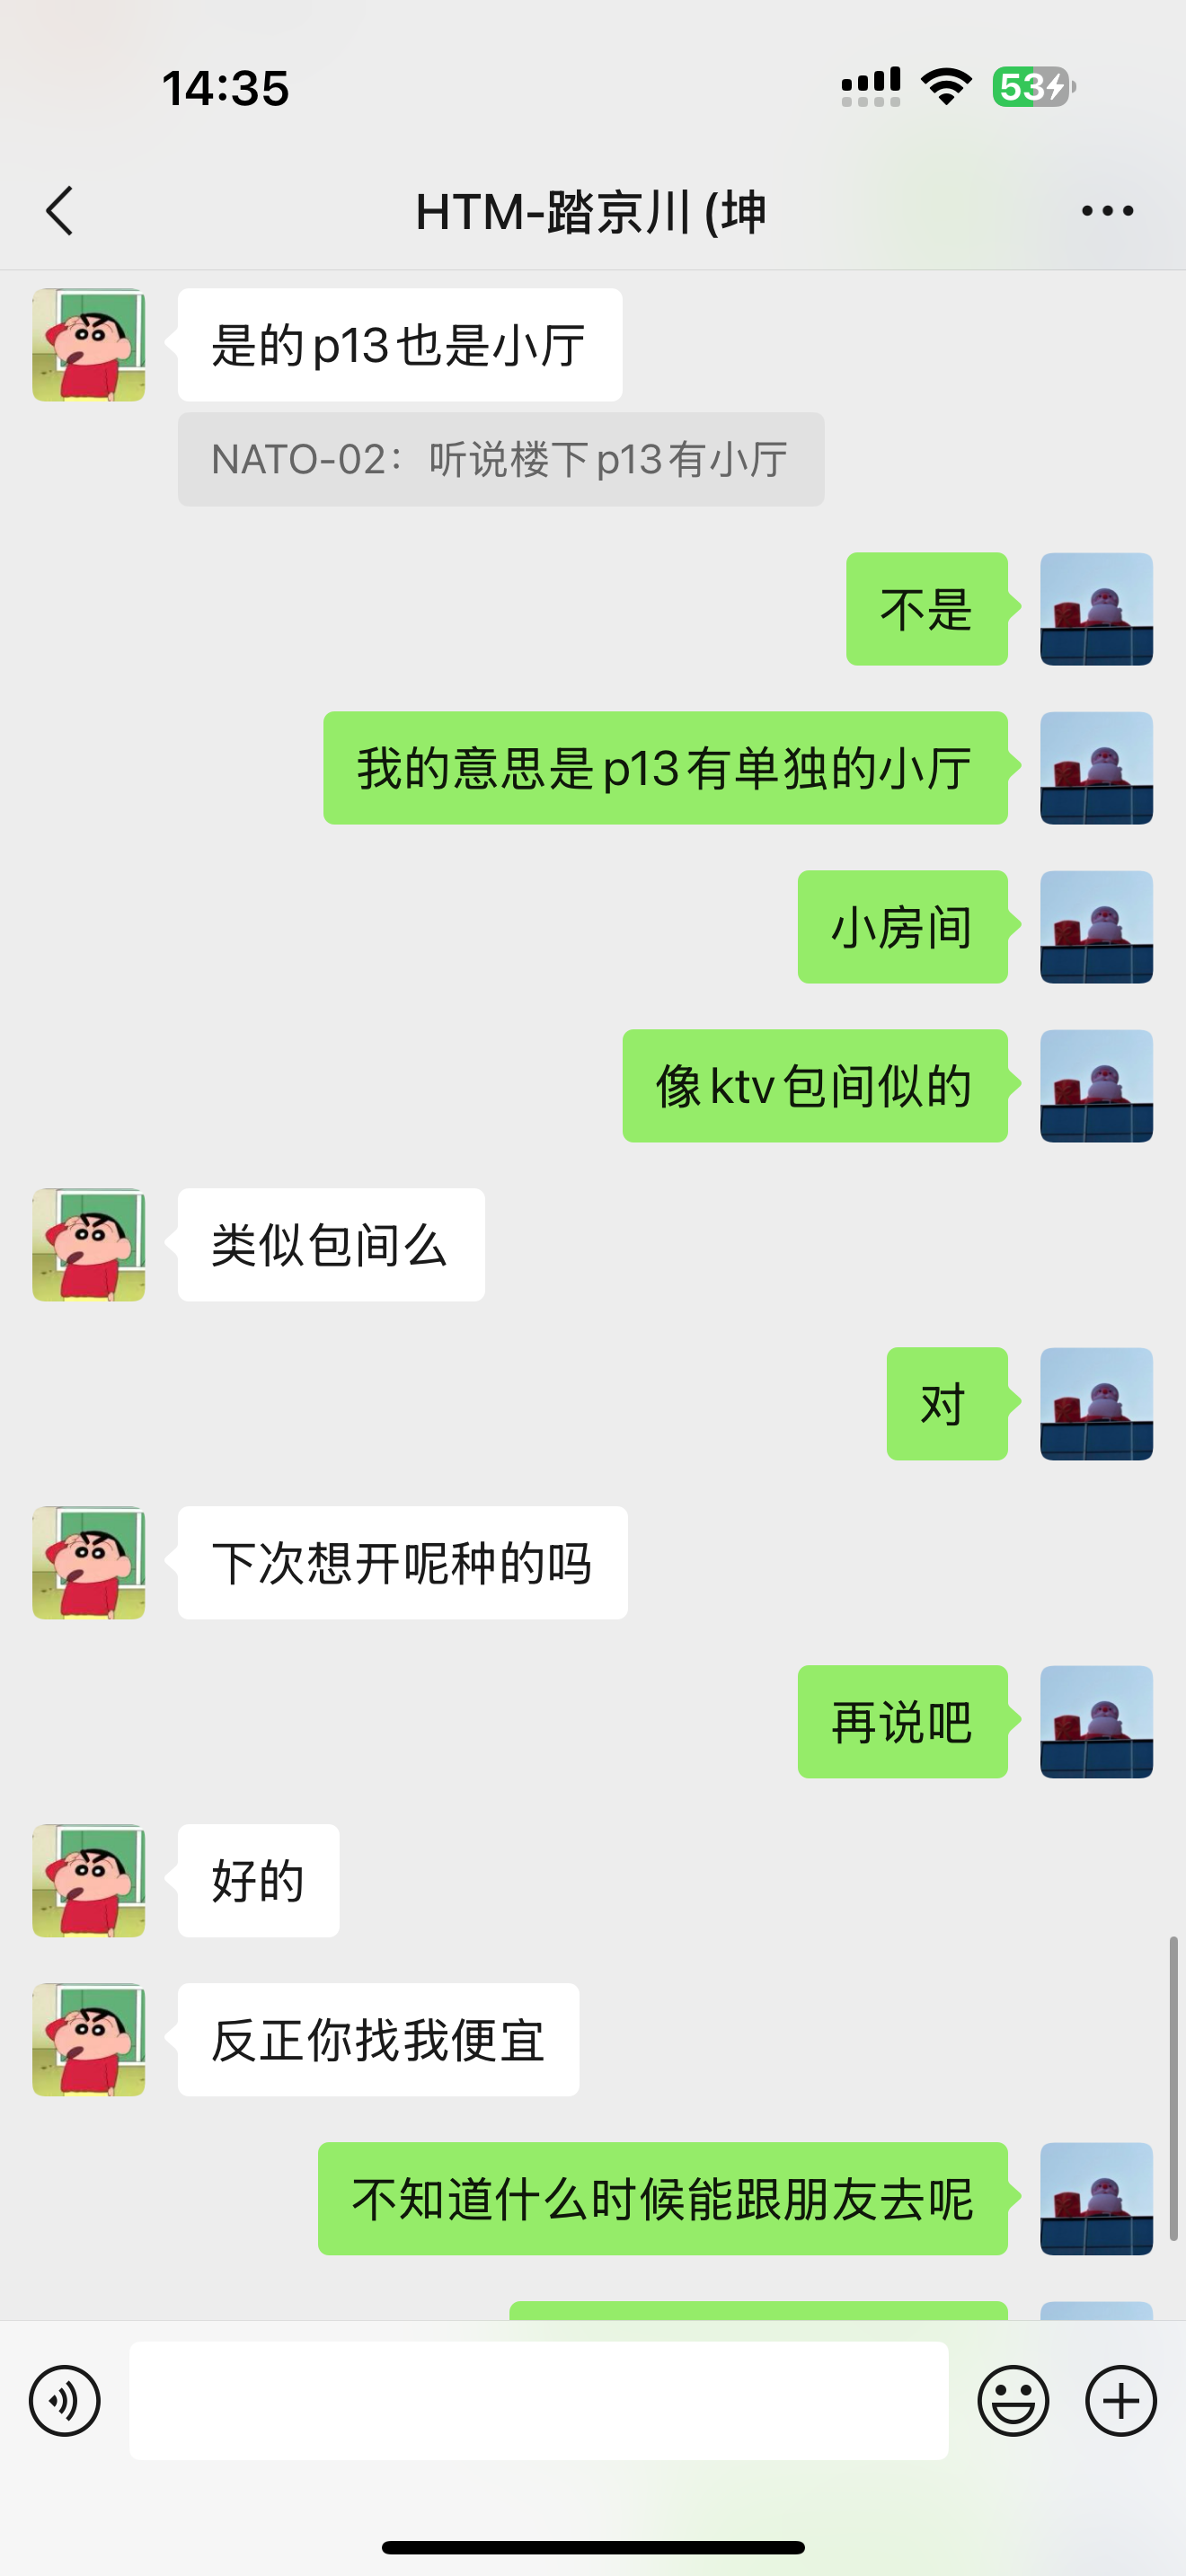 14:35
53
HTM-踏京川 (坤
是的p13也是小厅
NATO-02：听说楼下p13有小厅
不是
我的意思是p13有单独的小厅
小房间
像ktv包间似的
类似包间么
对
下次想开呢种的吗
再说吧
好的
反正你找我便宜
不知道什么时候能跟朋友去呢